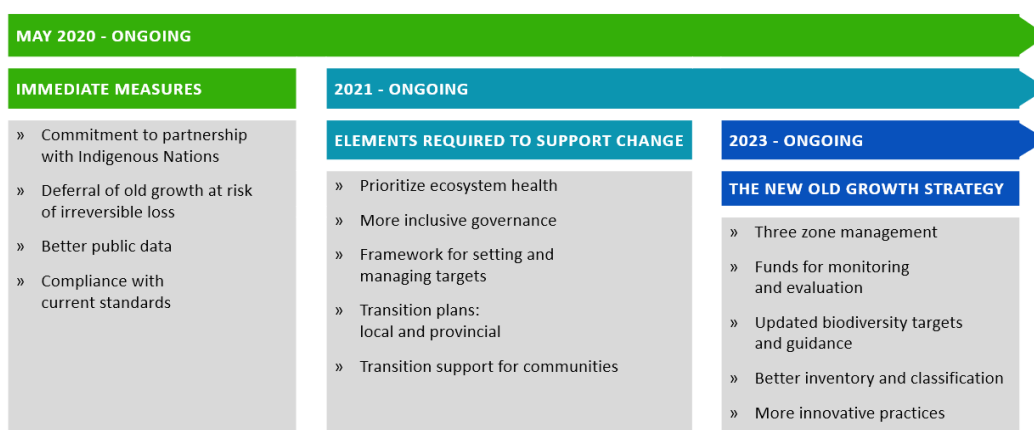 MAY 2020 - ONGOING
IMMEDIATE MEASURES
» Commitment to partnership
with Indigenous Nations
» Deferral of old growth at risk
of irreversible loss
» Better public data
» Compliance with
current standards
2021 - ONGOING
ELEMENTS REQUIRED TO SUPPORT CHANGE
» Prioritize ecosystem health
» More inclusive governance
» Framework for setting and
managing targets
» Transition plans:
local and provincial
» Transition support for communities
2023 - ONGOING
THE NEW OLD GROWTH STRATEGY
» Three zone management
» Funds for monitoring
and evaluation
» Updated biodiversity targets
and guidance
» Better inventory and classification
» More innovative practices